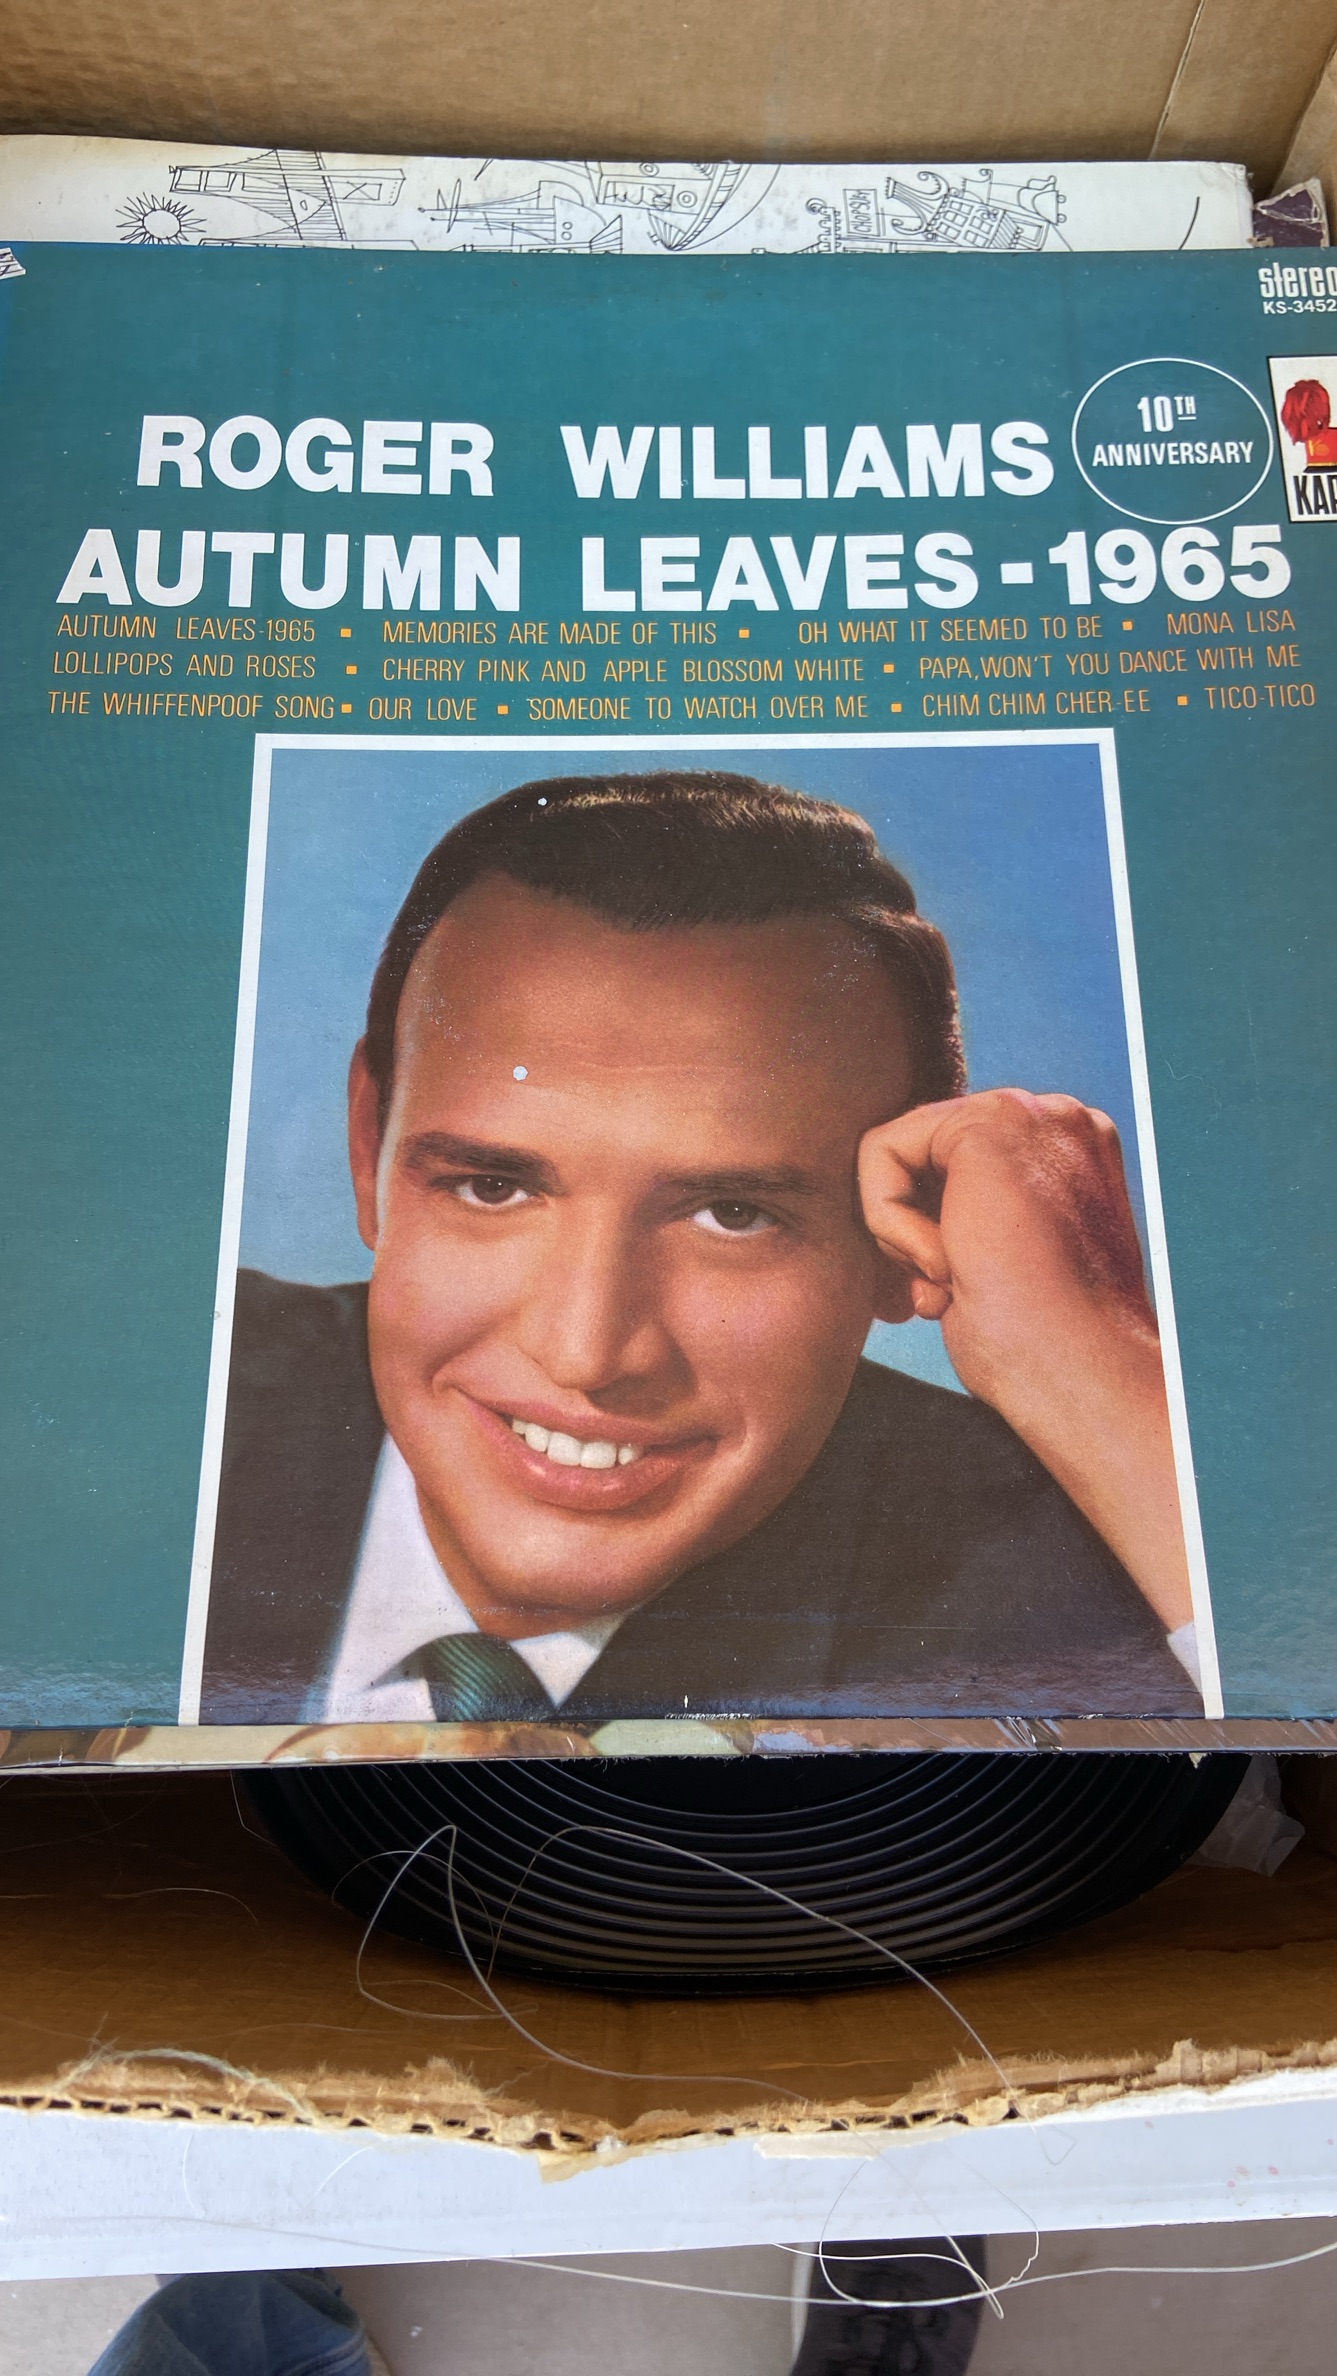 stereo
KS-3452
10TH
ANNIVERSARY
KAP
ROGER WILLIAMS
AUTUMN LEAVES-1965
AUTUMN LEAVES-1965 ▪ MEMORIES ARE MADE OF THIS ▪ OH WHAT IT SEEMED TO BE ▪ MONA LISA
LOLLIPOPS AND ROSES ▪ CHERRY PINK AND APPLE BLOSSOM WHITE ▪ PAPA, WON'T YOU DANCE WITH ME
THE WHIFFENPOOF SONG ▪ OUR LOVE ▪ SOMEONE TO WATCH OVER ME ▪ CHIM CHIM CHER-EE ▪ TICO-TICO